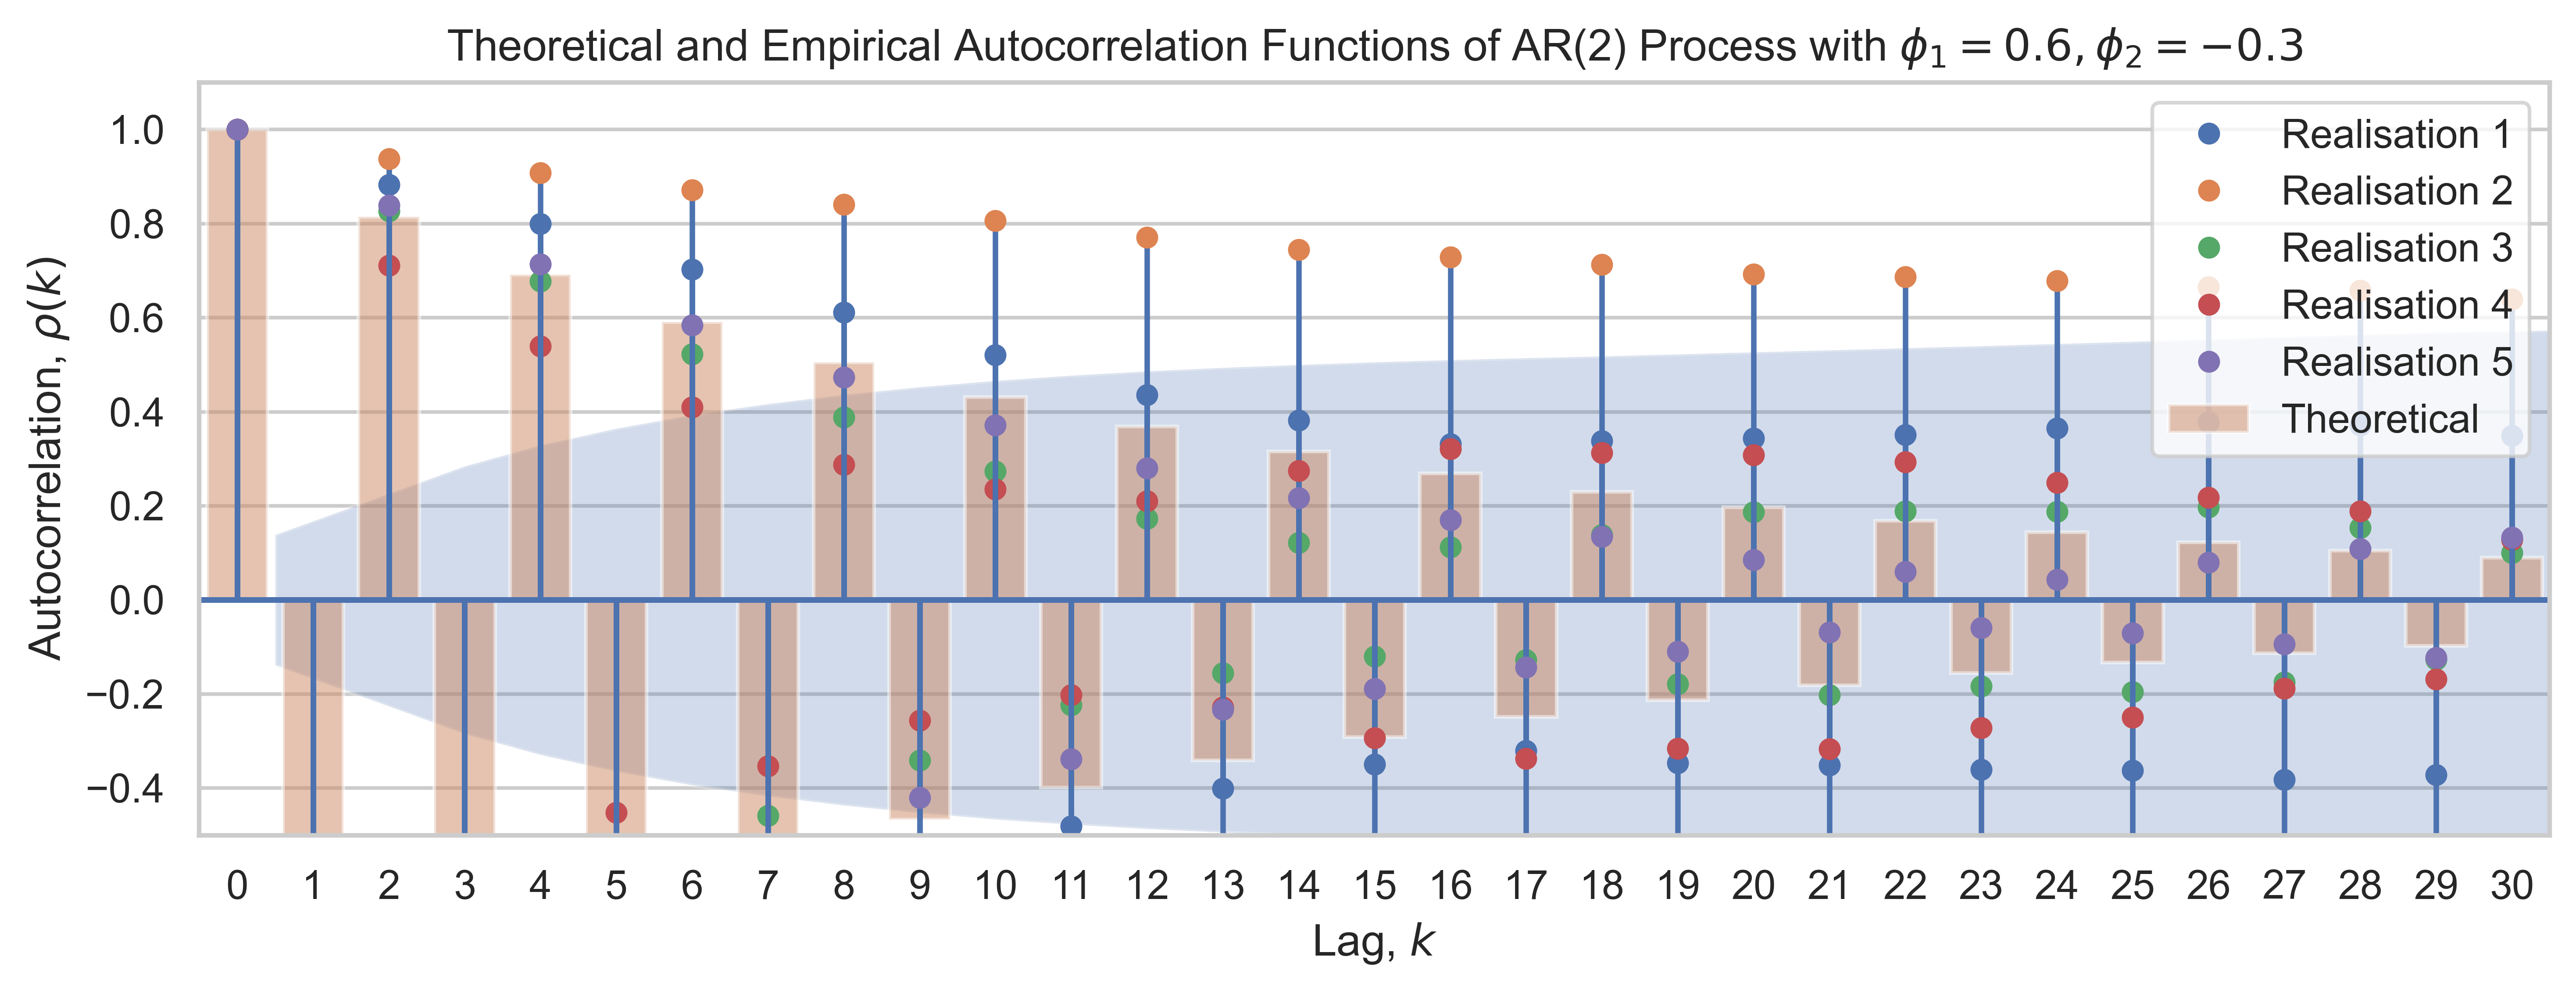 Theoretical and Empirical Autocorrelation Functions of AR(2) Process with ϕ₁ = 0.6, ϕ₂ = −0.3
Autocorrelation, ρ(k)
1.0
0.8
0.6
0.4
0.2
0.0
−0.2
−0.4
Realisation 1
Realisation 2
Realisation 3
Realisation 4
Realisation 5
Theoretical
0 1 2 3 4 5 6 7 8 9 10 11 12 13 14 15 16 17 18 19 20 21 22 23 24 25 26 27 28 29 30
Lag, k